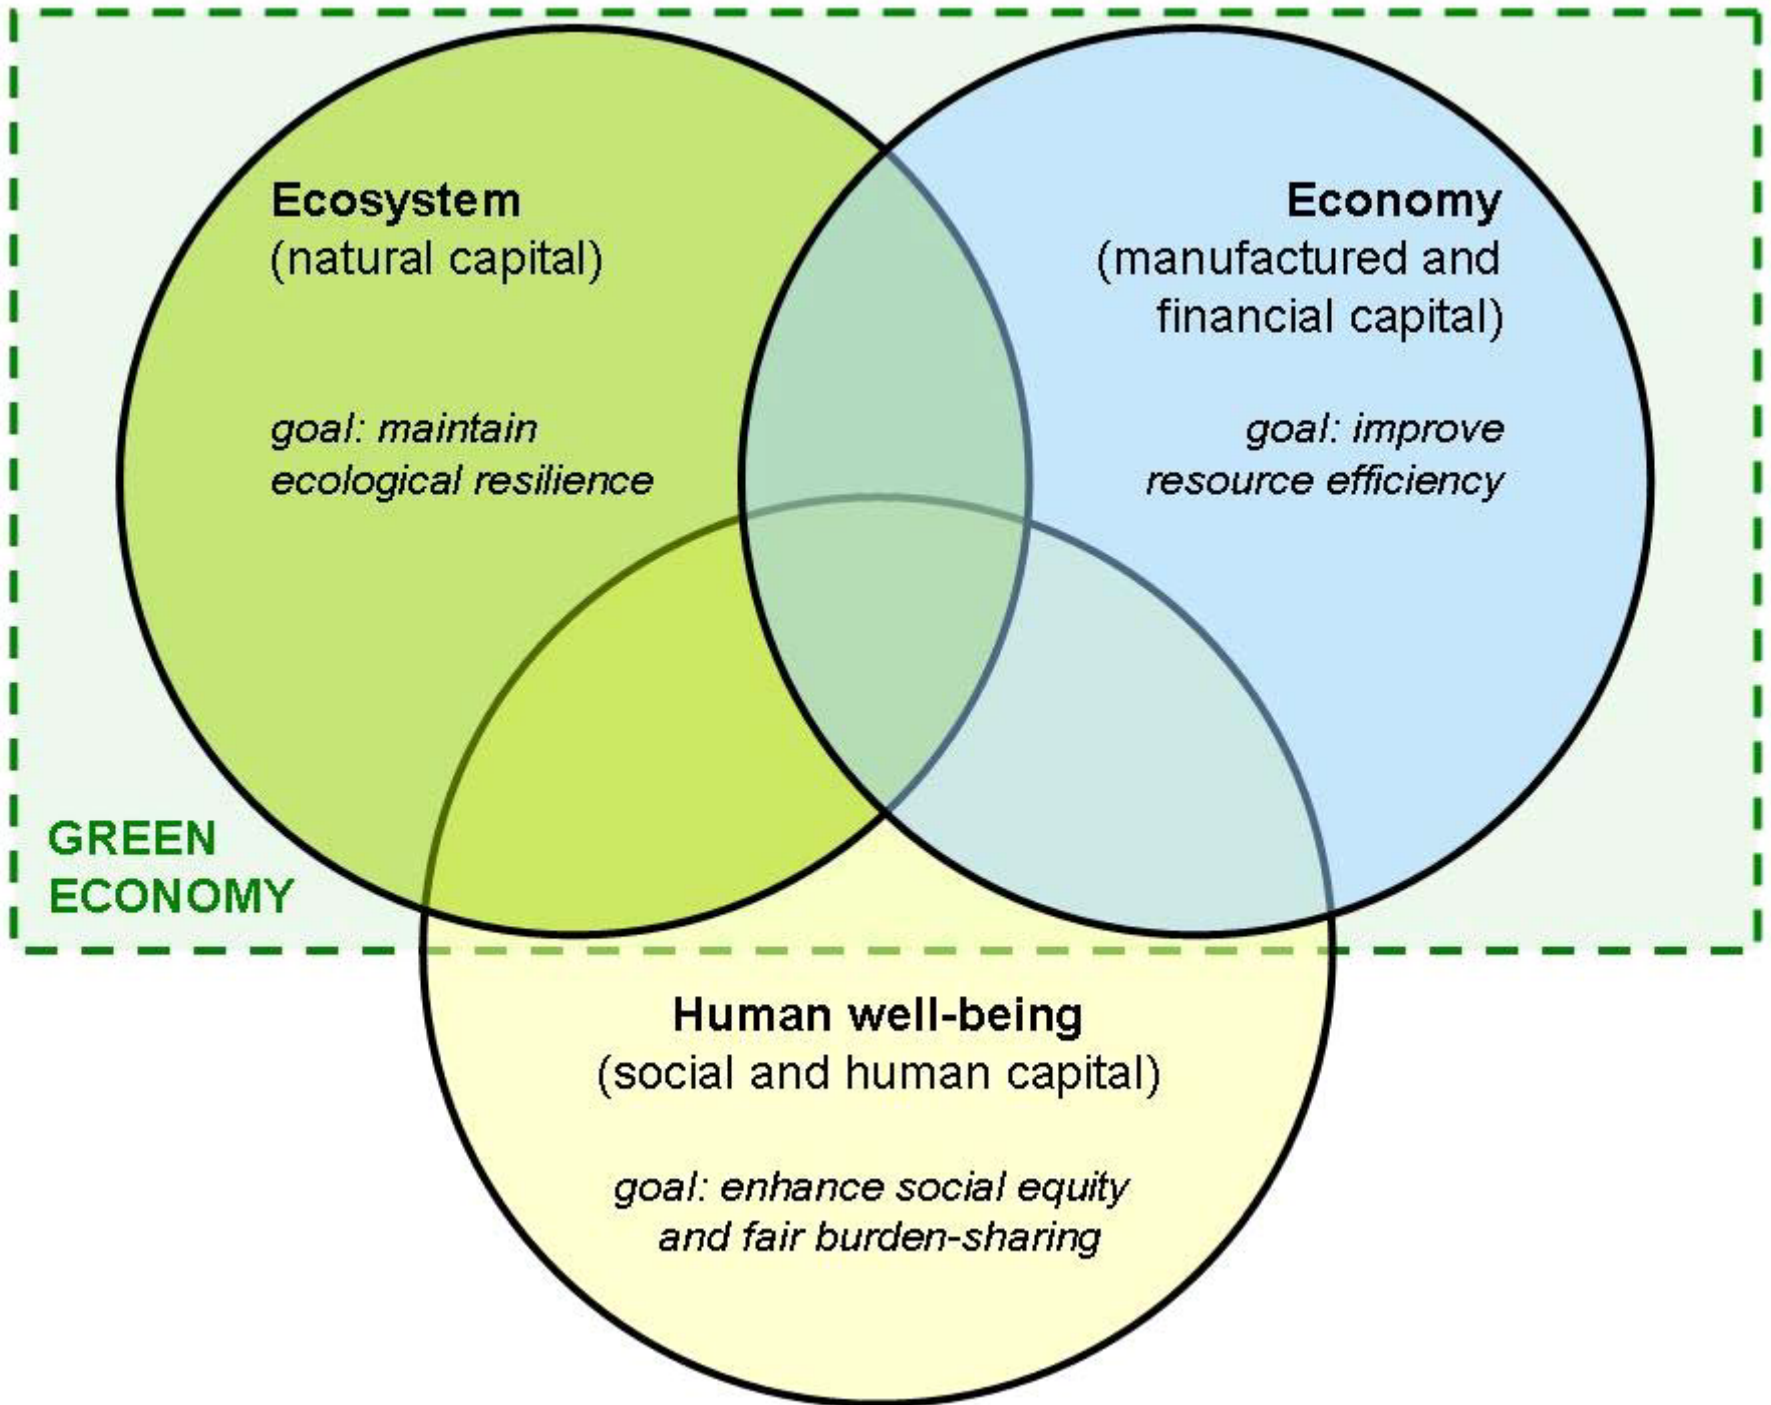 Ecosystem
(natural capital)
goal: maintain
ecological resilience
Economy
(manufactured and
financial capital)
goal: improve
resource efficiency
GREEN
ECONOMY
Human well-being
(social and human capital)
goal: enhance social equity
and fair burden-sharing